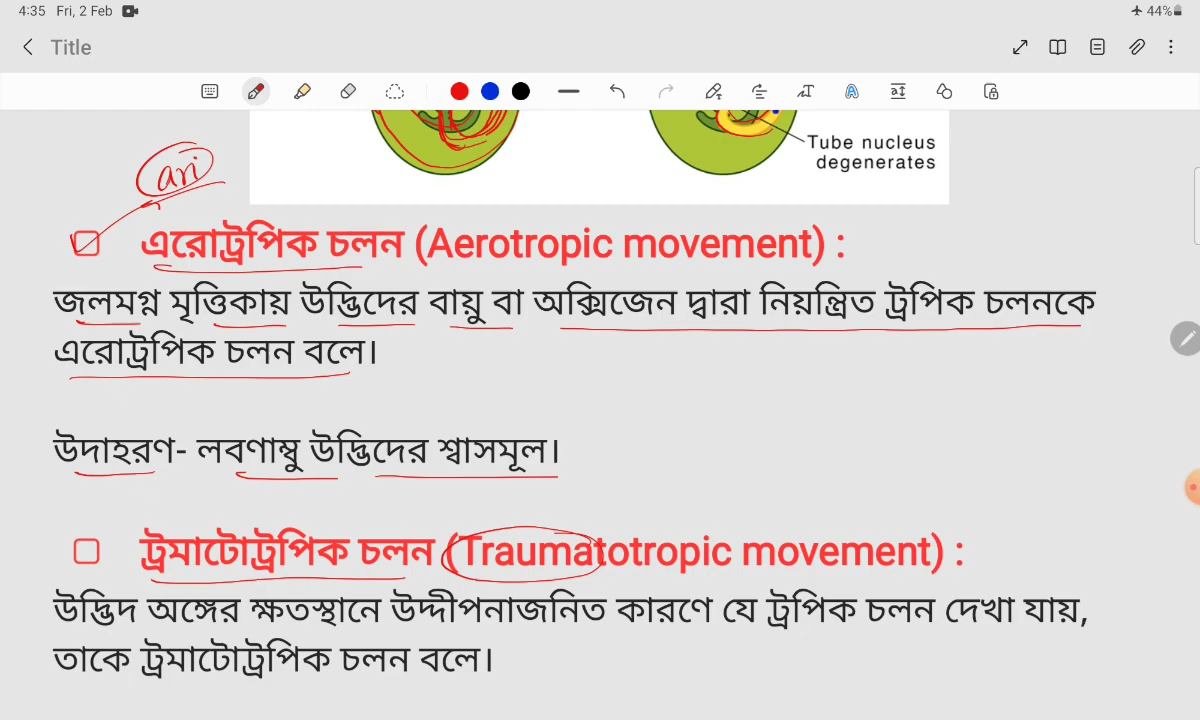 4:35 Fri, 2 Feb 44%
Title
Tube nucleus
degenerates
এরোট্রপিক চলন (Aerotropic movement) :
জলমগ্ন মৃত্তিকায় উদ্ভিদের বায়ু বা অক্সিজেন দ্বারা নিয়ন্ত্রিত ট্রপিক চলনকে
এরোট্রপিক চলন বলে।
উদাহরণ- লবণাম্বু উদ্ভিদের শ্বাসমূল।
ট্রমাটোট্রপিক চলন (Traumatotropic movement) :
উদ্ভিদ অঙ্গের ক্ষতস্থানে উদ্দীপনাজনিত কারণে যে ট্রপিক চলন দেখা যায়,
তাকে ট্রমাটোট্রপিক চলন বলে।